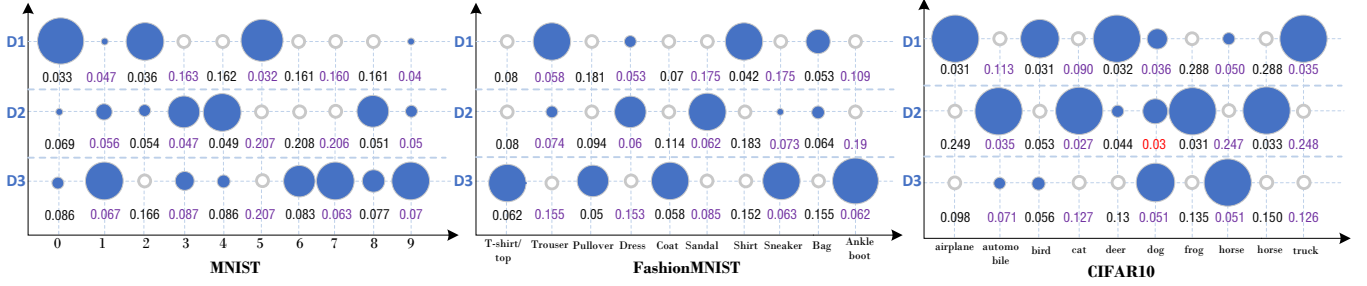 D1
0.033 0.047 0.036 0.163 0.162 0.032 0.161 0.160 0.161 0.04
D2
0.069 0.056 0.054 0.047 0.049 0.207 0.208 0.206 0.051 0.05
D3
0.086 0.067 0.166 0.087 0.086 0.207 0.083 0.063 0.077 0.07
0 1 2 3 4 5 6 7 8 9
MNIST
D1
0.08 0.058 0.181 0.053 0.07 0.175 0.042 0.175 0.053 0.109
D2
0.08 0.074 0.094 0.06 0.114 0.062 0.183 0.073 0.064 0.19
D3
0.062 0.155 0.05 0.153 0.058 0.085 0.152 0.063 0.155 0.062
T-shirt/ Trouser Pullover Dress Coat Sandal Shirt Sneaker Bag Ankle
top boot
FashionMNIST
D1
0.031 0.113 0.031 0.090 0.032 0.036 0.288 0.050 0.288 0.035
D2
0.249 0.035 0.053 0.027 0.044 0.03 0.031 0.247 0.033 0.248
D3
0.098 0.071 0.056 0.127 0.13 0.051 0.135 0.051 0.150 0.126
airplane automo bird cat deer dog frog horse horse truck
bile
CIFAR10